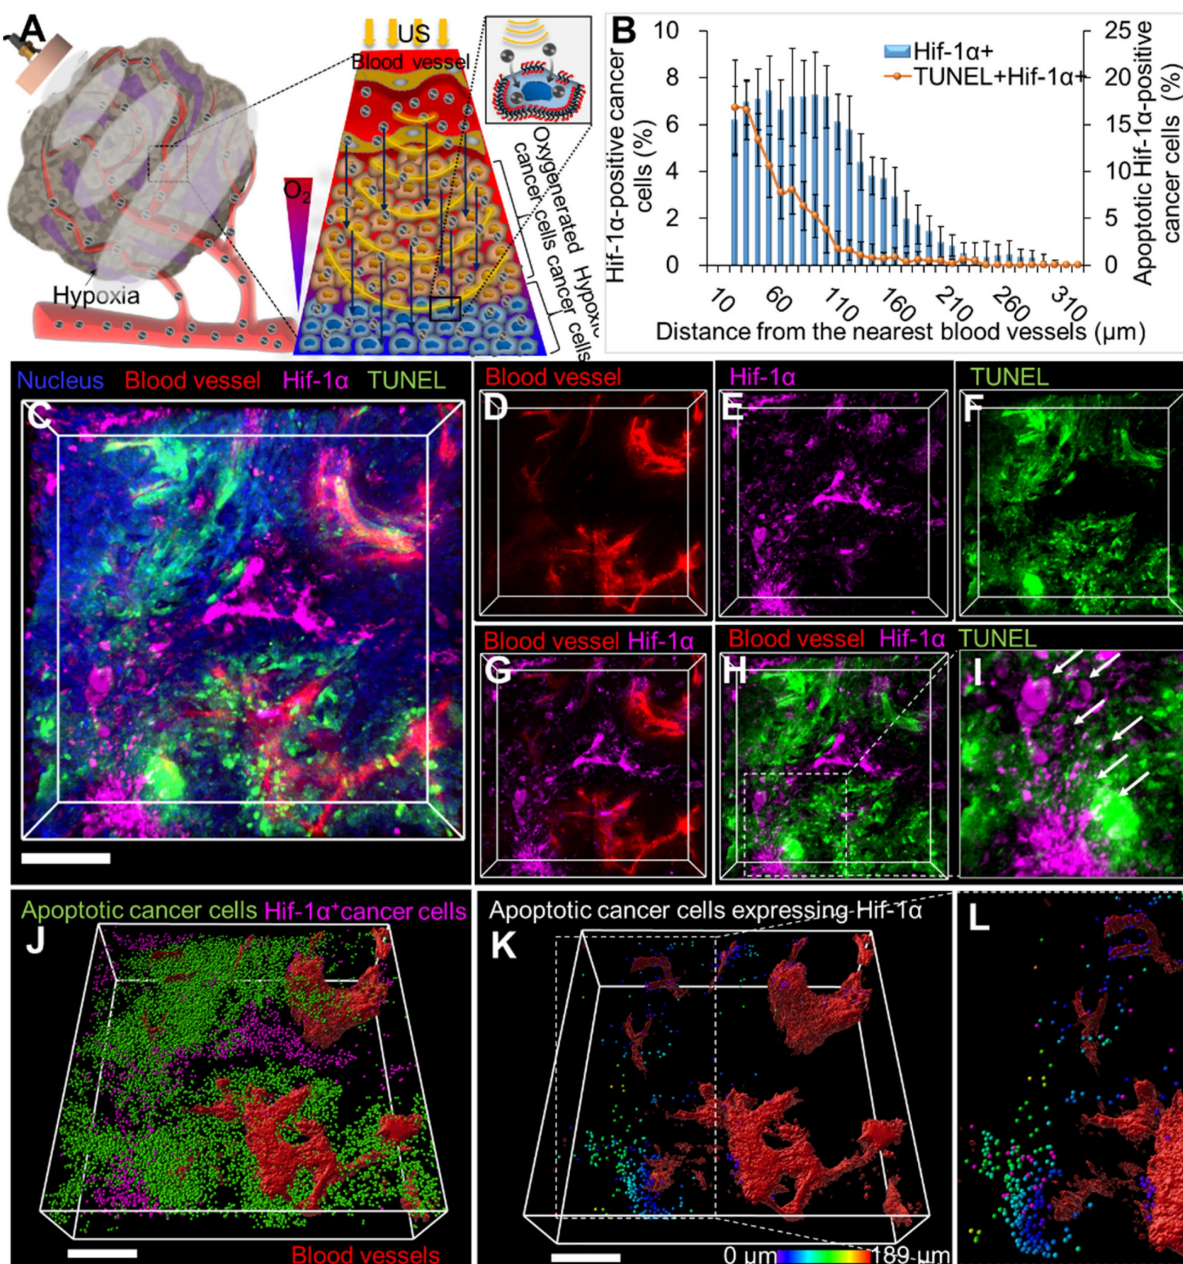 A
US
Blood vessel
O2
Oxygenated cancer cells
Hypoxic cancer cells
Hypoxia
B
Hif-1α-positive cancer cells (%)
10
8
6
4
2
0
Hif-1α+
TUNEL+Hif-1α+
25
20
15
10
5
0
Apoptotic Hif-1α-positive cancer cells (%)
10 60 110 160 210 260 310
Distance from the nearest blood vessels (μm)
Nucleus Blood vessel Hif-1α TUNEL
C
Blood vessel
D
Hif-1α
E
TUNEL
F
Blood vessel Hif-1α
G
Blood vessel Hif-1α TUNEL
H
I
Apoptotic cancer cells Hif-1α+cancer cells
J
Blood vessels
Apoptotic cancer cells expressing Hif-1α
K
0 μm 189 μm
L